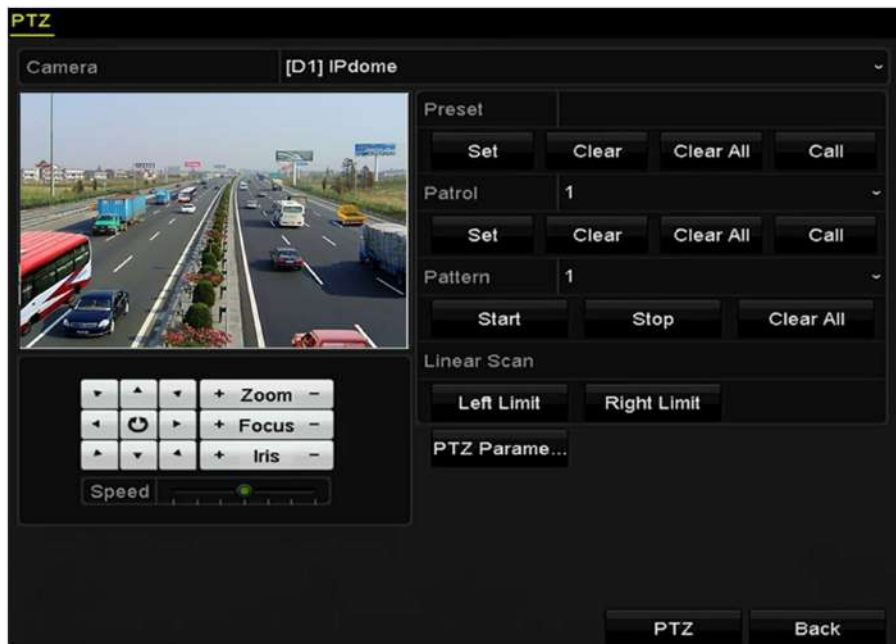 PTZ
Camera [D1] IPdome
Preset
Set Clear Clear All Call
Patrol 1
Set Clear Clear All Call
Pattern 1
Start Stop Clear All
Linear Scan
Left Limit Right Limit
PTZ Parame...
+ Zoom -
+ Focus -
+ Iris -
Speed
PTZ Back